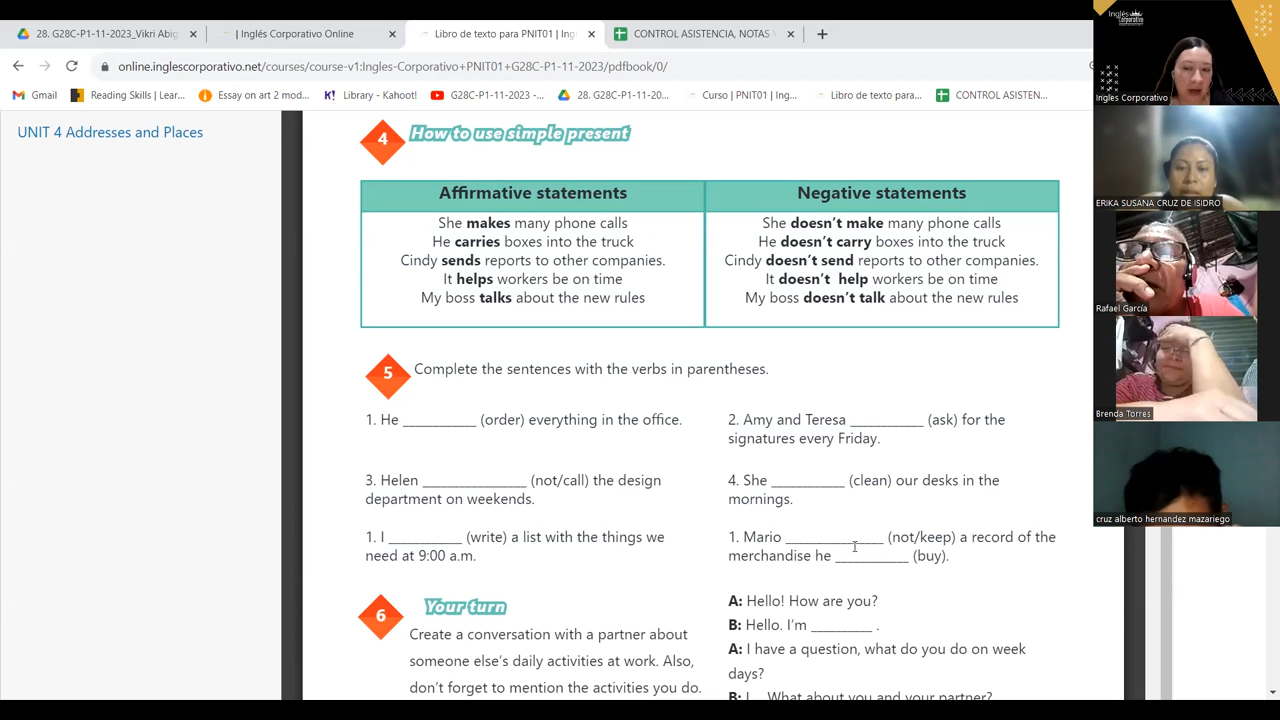 28. G28C-P1-11-2023_Vikri Abig
| Inglés Corporativo Online
Libro de texto para PNIT01 | Ing
CONTROL ASISTENCIA, NOTAS
online.inglescorporativo.net/courses/course-v1:Ingles-Corporativo+PNIT01+G28C-P1-11-2023/pdfbook/0/
Gmail
Reading Skills | Lear...
Essay on art 2 mod...
Library - Kaho...
G28C-P1-11-2023 -...
28. G28C-P1-11-20...
Curso | PNIT01 | Ing...
Libro de texto para...
CONTROL ASISTEN...
UNIT 4 Addresses and Places
4 How to use simple present
Affirmative statements
She makes many phone calls
He carries boxes into the truck
Cindy sends reports to other companies.
It helps workers be on time
My boss talks about the new rules
Negative statements
She doesn't make many phone calls
He doesn't carry boxes into the truck
Cindy doesn't send reports to other companies.
It doesn't help workers be on time
My boss doesn't talk about the new rules
5 Complete the sentences with the verbs in parentheses.
1. He __________ (order) everything in the office.
2. Amy and Teresa __________ (ask) for the
signatures every Friday.
3. Helen ______________ (not/call) the design
department on weekends.
4. She __________ (clean) our desks in the
mornings.
1. I __________ (write) a list with the things we
need at 9:00 a.m.
1. Mario _____________ (not/keep) a record of the
merchandise he __________ (buy).
6 Your turn
Create a conversation with a partner about
someone else's daily activities at work. Also,
don't forget to mention the activities you do.
A: Hello! How are you?
B: Hello. I'm ________ .
A: I have a question, what do you do on week
days?
B: I... What about you and your partner?
Inglés
Corporativo
Ingles Corporativo
ERIKA SUSANA CRUZ DE ISIDRO
Rafael García
Brenda Torres
cruz alberto hernandez mazariego